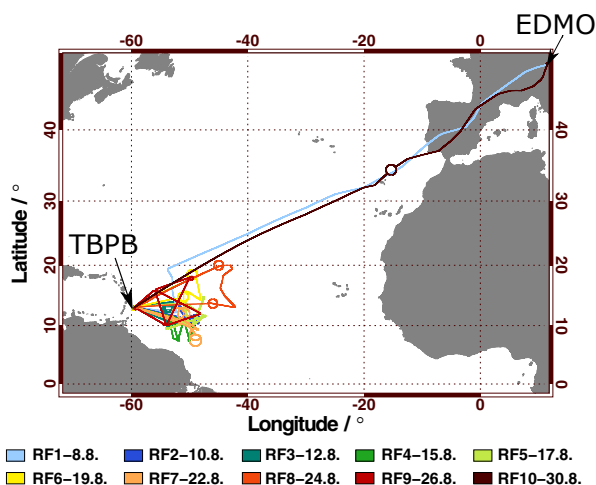 EDMO
-60 -40 -20 0
40 40
Latitude / °
30 30
TBPB
20 20
10 10
0 0
-60 -40 -20 0
Longitude / °
RF1–8.8. RF2–10.8. RF3–12.8. RF4–15.8. RF5–17.8.
RF6–19.8. RF7–22.8. RF8–24.8. RF9–26.8. RF10–30.8.